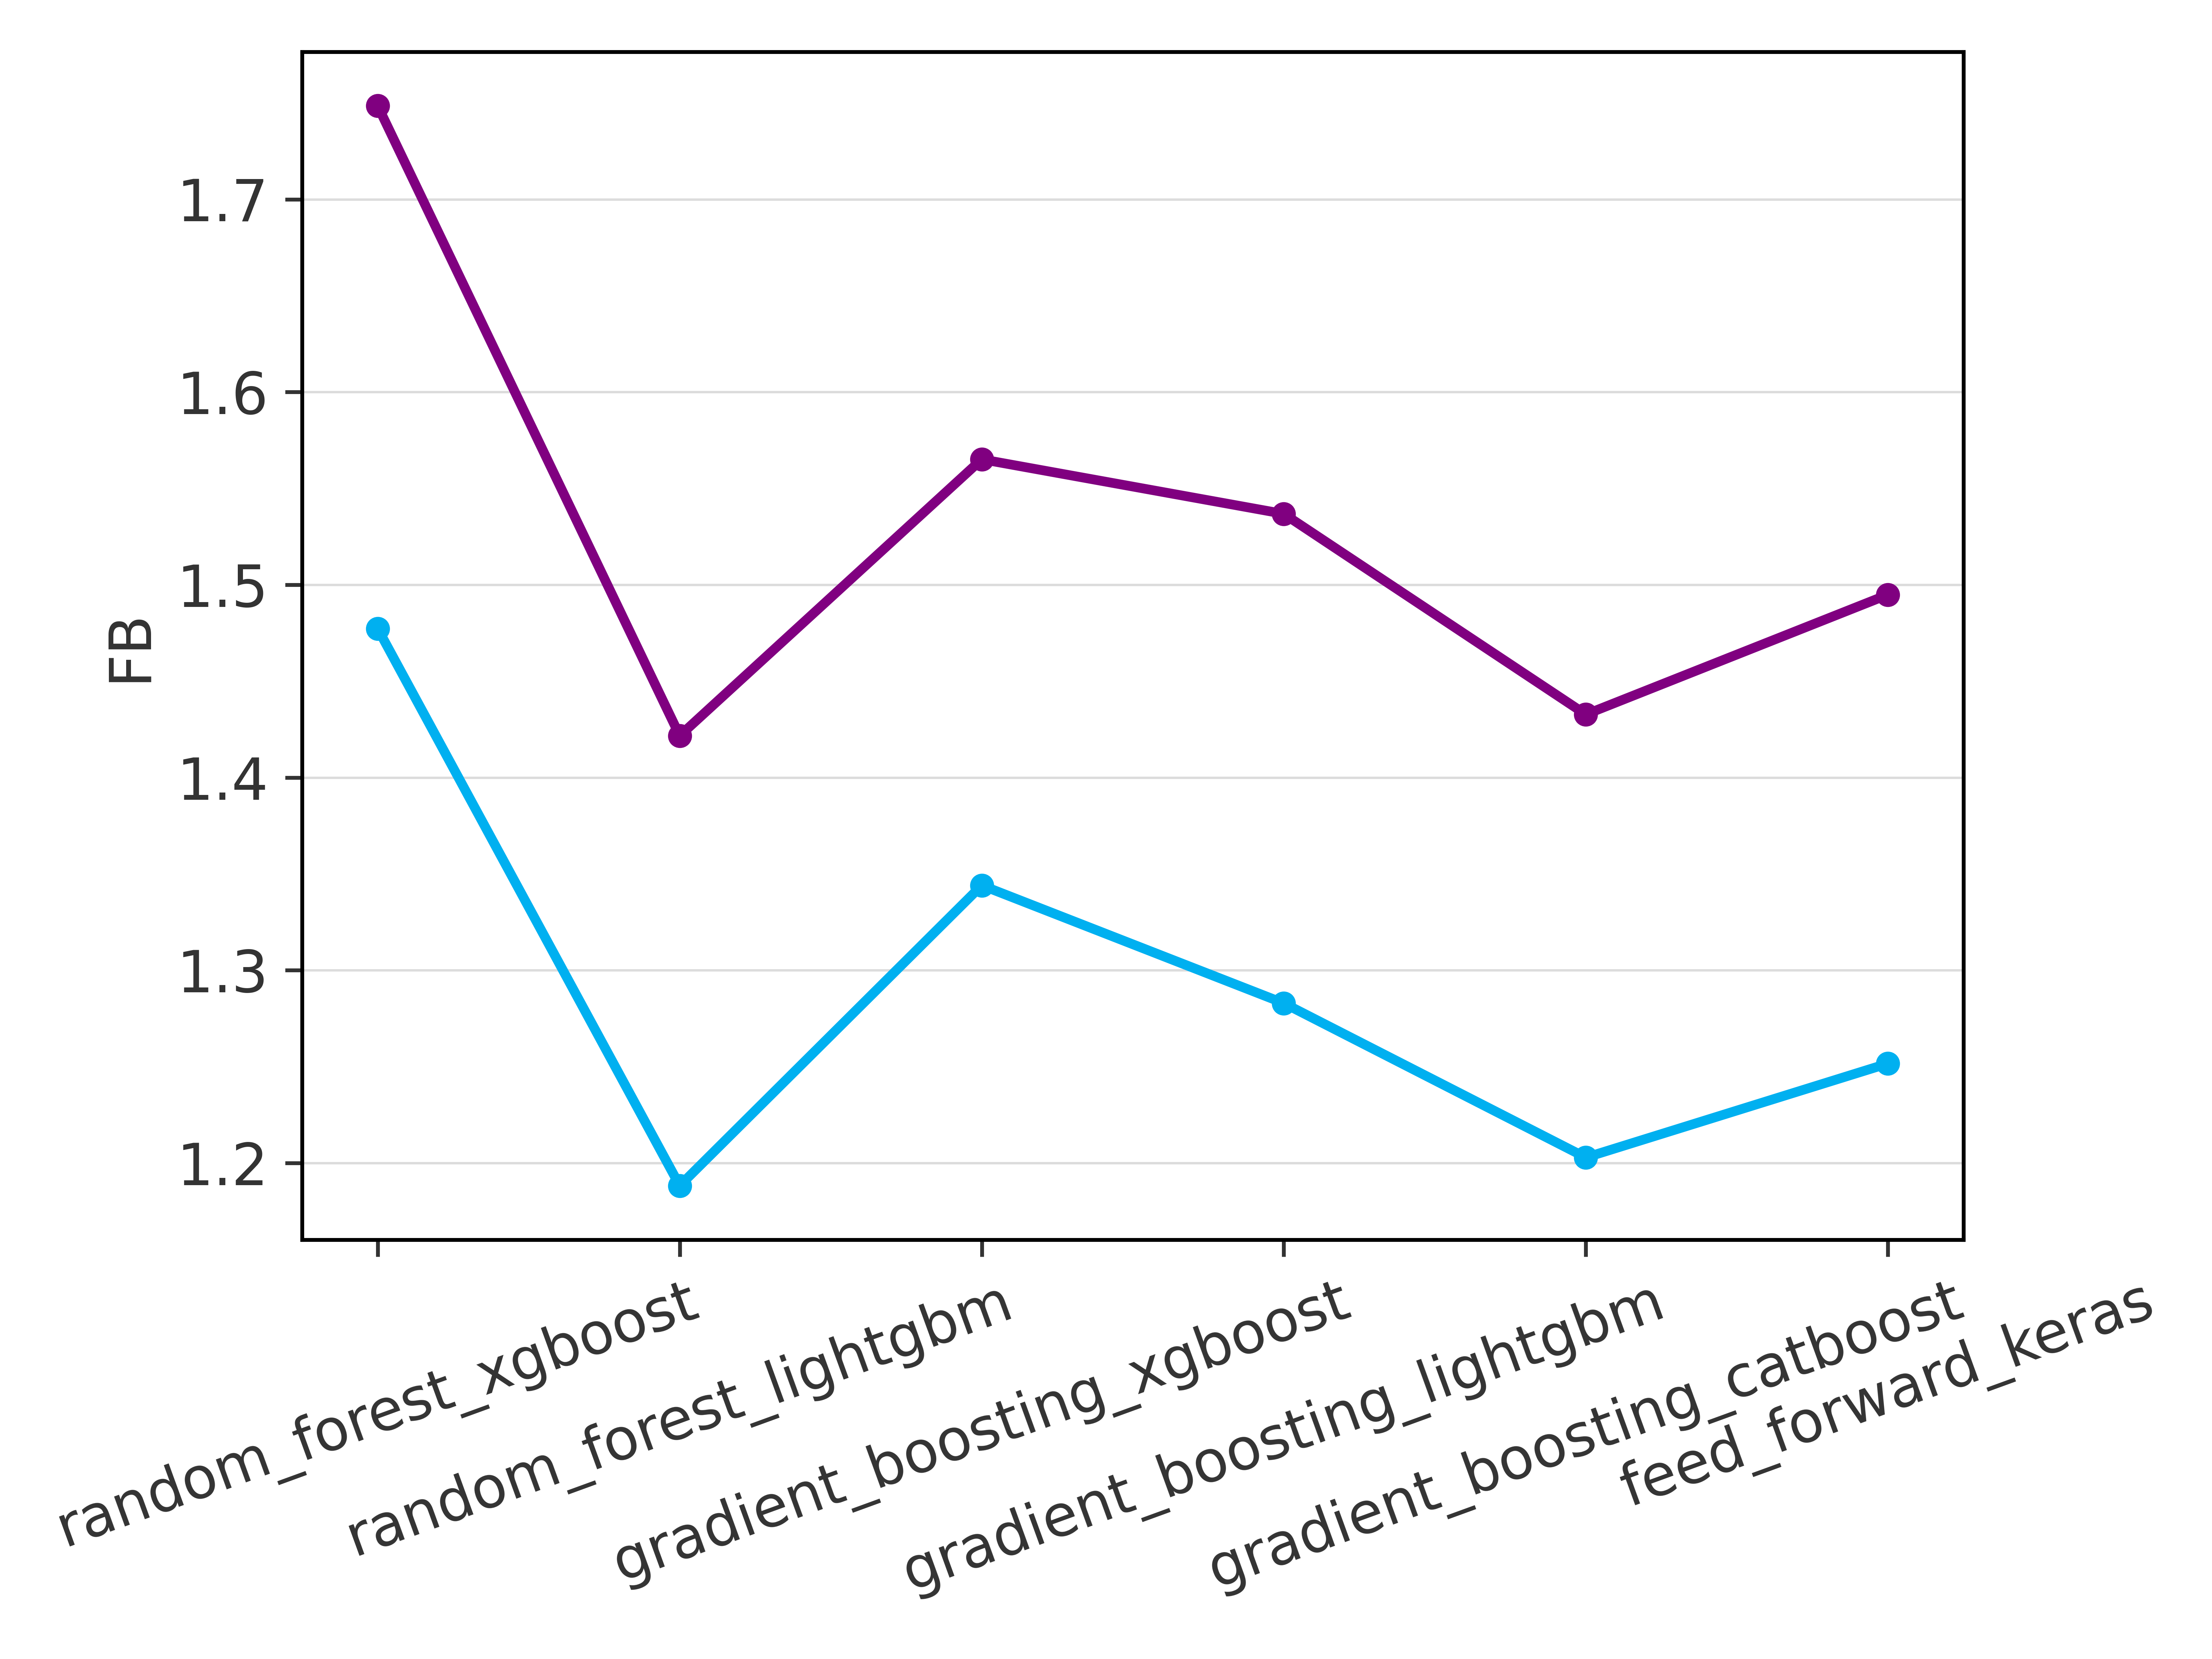 1.7
1.6
1.5
1.4
1.3
1.2
FB
random_forest_xgboost
random_forest_lightgbm
gradient_boosting_xgboost
gradient_boosting_lightgbm
gradient_boosting_catboost
feed_forward_keras